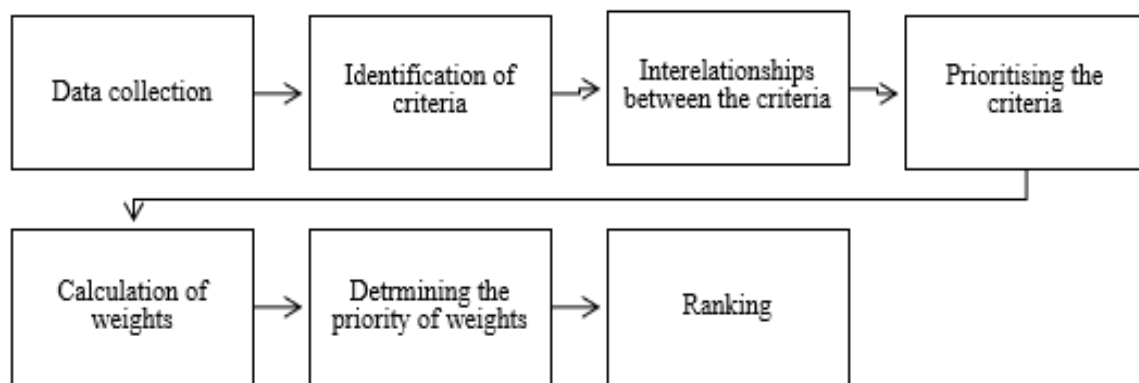 Data collection
Identification of
criteria
Interelationships
between the criteria
Prioritising the
criteria
Calculation of
weights
Detrmining the
priority of weights
Ranking